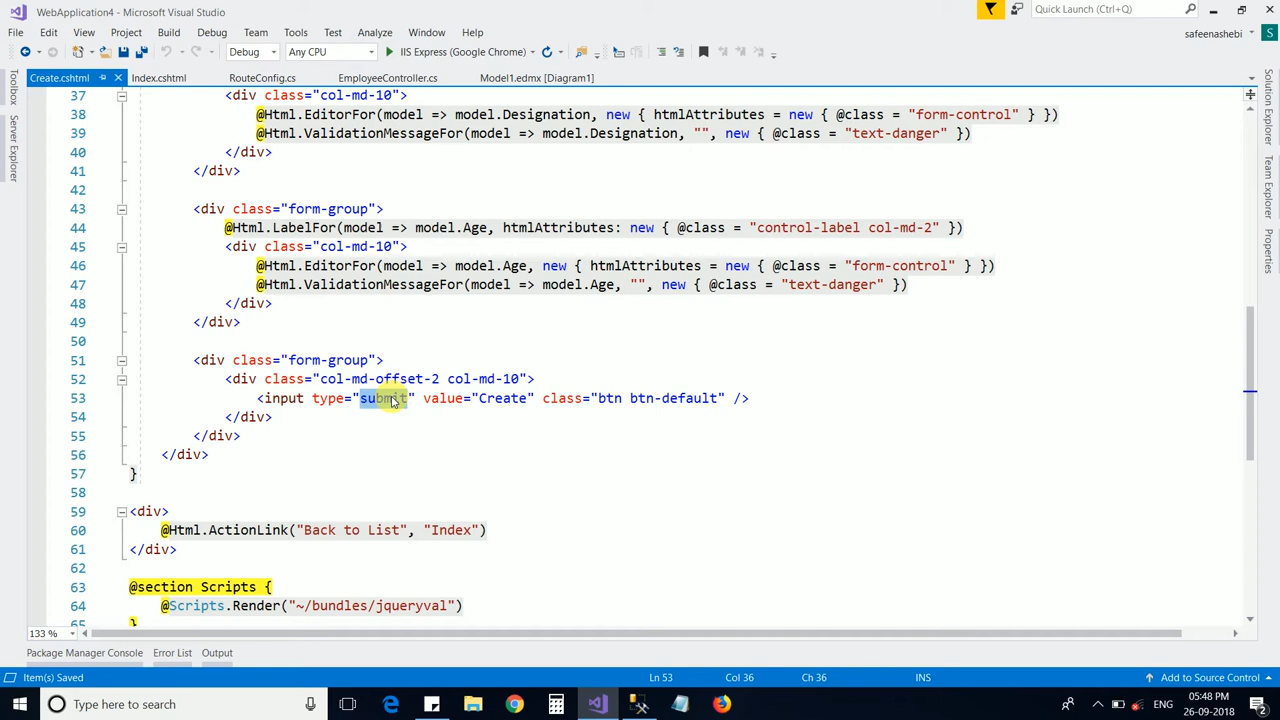 WebApplication4 - Microsoft Visual Studio
Quick Launch (Ctrl+Q)
File Edit View Project Build Debug Team Tools Test Analyze Window Help
safeenashebi S
Debug Any CPU IIS Express (Google Chrome)
Create.cshtml Index.cshtml RouteConfig.cs EmployeeController.cs Model1.edmx [Diagram1]
Toolbox
Server Explorer
37 <div class="col-md-10">
38 @Html.EditorFor(model => model.Designation, new { htmlAttributes = new { @class = "form-control" } })
39 @Html.ValidationMessageFor(model => model.Designation, "", new { @class = "text-danger" })
40 </div>
41 </div>
42
43 <div class="form-group">
44 @Html.LabelFor(model => model.Age, htmlAttributes: new { @class = "control-label col-md-2" })
45 <div class="col-md-10">
46 @Html.EditorFor(model => model.Age, new { htmlAttributes = new { @class = "form-control" } })
47 @Html.ValidationMessageFor(model => model.Age, "", new { @class = "text-danger" })
48 </div>
49 </div>
50
51 <div class="form-group">
52 <div class="col-md-offset-2 col-md-10">
53 <input type="submit" value="Create" class="btn btn-default" />
54 </div>
55 </div>
56 </div>
57 }
58
59 <div>
60 @Html.ActionLink("Back to List", "Index")
61 </div>
62
63 @section Scripts {
64 @Scripts.Render("~/bundles/jqueryval")
65 }
Solution Explorer
Team Explorer
Properties
133 %
Package Manager Console Error List Output
Item(s) Saved Ln 53 Col 36 Ch 36 INS Add to Source Control
Type here to search
ENG
05:48 PM
26-09-2018
2